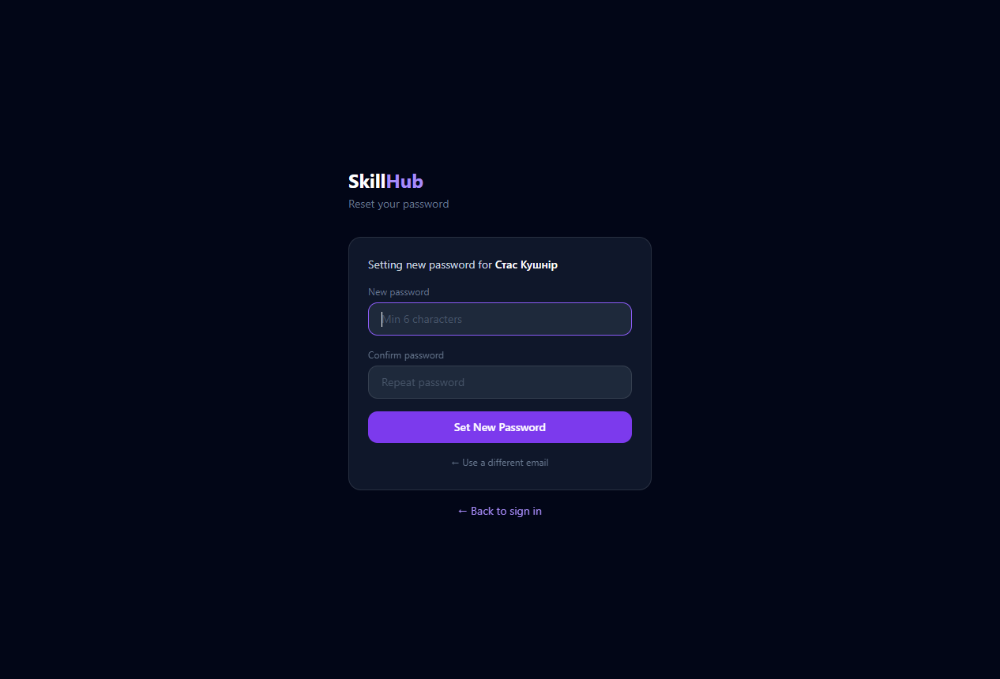 SkillHub
Reset your password
Setting new password for Стас Кушнір
New password
Min 6 characters
Confirm password
Repeat password
Set New Password
← Use a different email
← Back to sign in